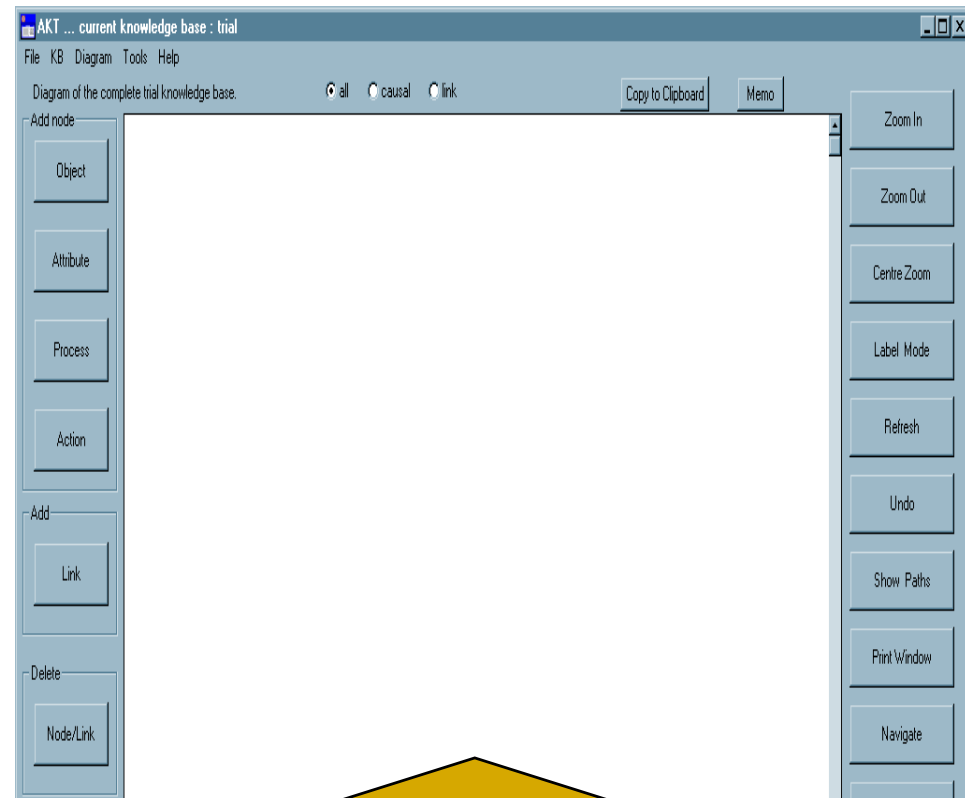 AKT ... current knowledge base : trial
File KB Diagram Tools Help
Diagram of the complete trial knowledge base.
all causal link
Copy to Clipboard
Memo
Add node
Object
Attribute
Process
Action
Add
Link
Delete
Node/Link
Zoom In
Zoom Out
Centre Zoom
Label Mode
Refresh
Undo
Show Paths
Print Window
Navigate